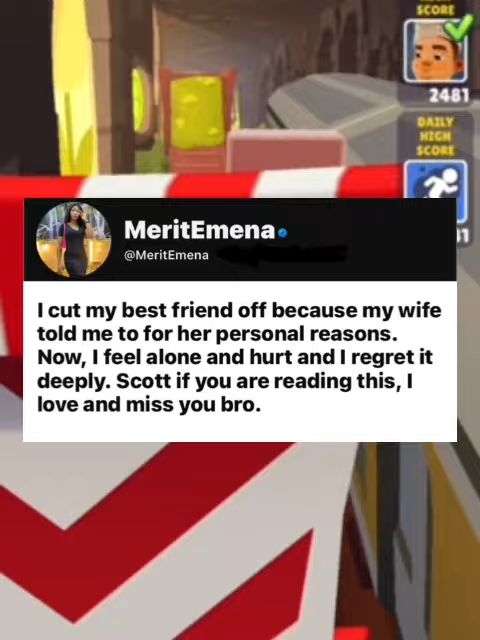 HIGH
SCORE
2481
DAILY
HIGH
SCORE
MeritEmena
@MeritEmena
I cut my best friend off because my wife
told me to for her personal reasons.
Now, I feel alone and hurt and I regret it
deeply. Scott if you are reading this, I
love and miss you bro.